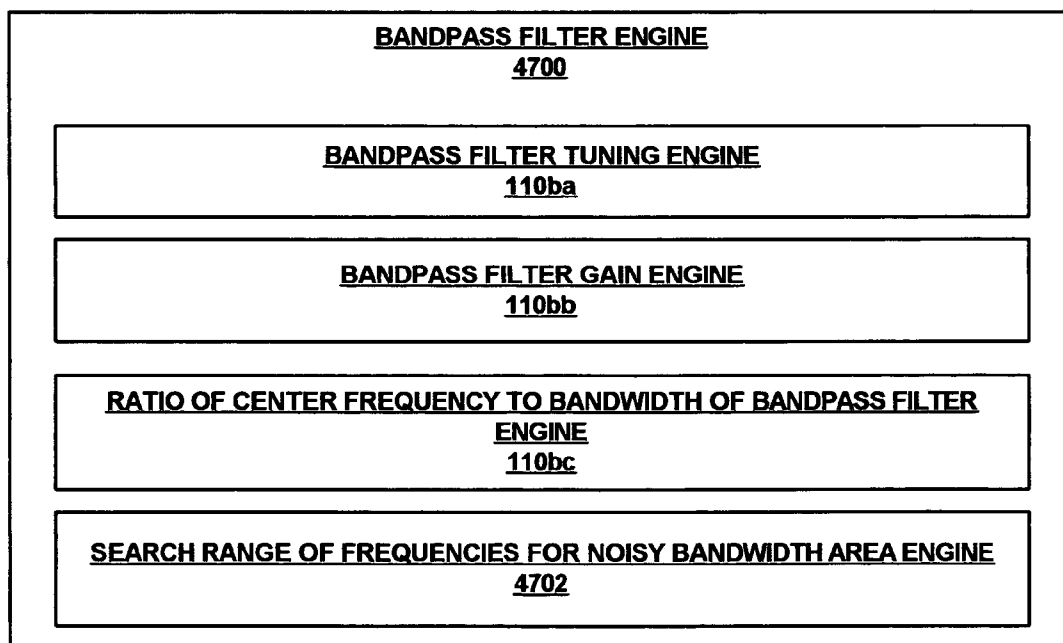 BANDPASS FILTER ENGINE
4700
BANDPASS FILTER TUNING ENGINE
110ba
BANDPASS FILTER GAIN ENGINE
110bb
RATIO OF CENTER FREQUENCY TO BANDWIDTH OF BANDPASS FILTER
ENGINE
110bc
SEARCH RANGE OF FREQUENCIES FOR NOISY BANDWIDTH AREA ENGINE
4702